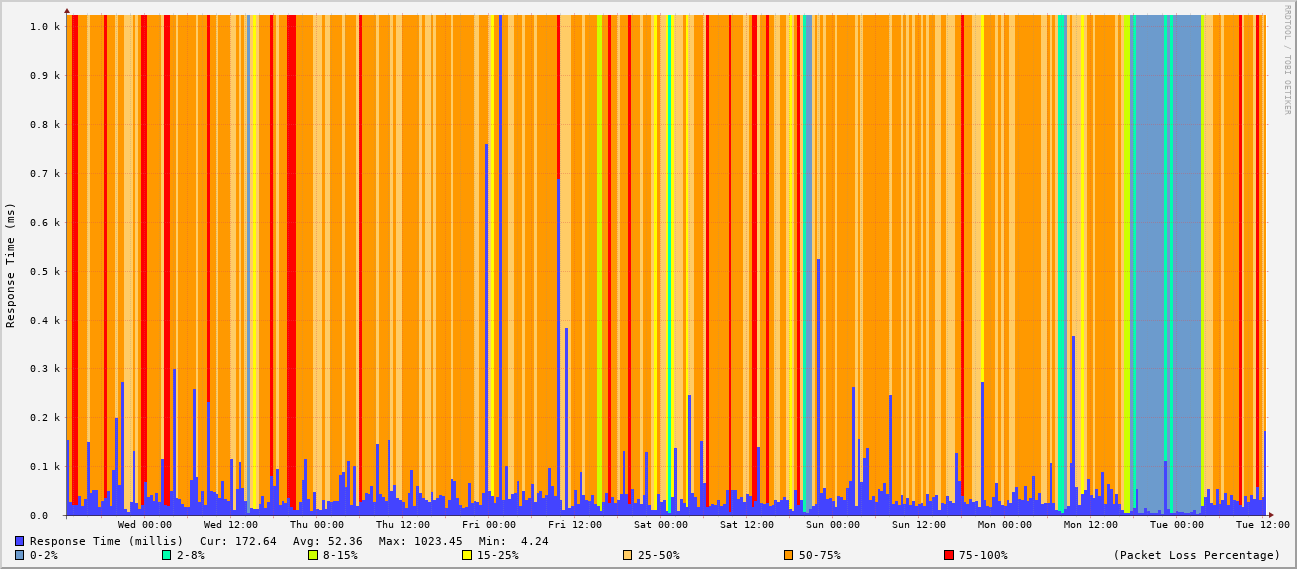 RRDTOOL / TOBI OETIKER
Response Time (ms)
1.0 k
0.9 k
0.8 k
0.7 k
0.6 k
0.5 k
0.4 k
0.3 k
0.2 k
0.1 k
0.0
Wed 00:00 Wed 12:00 Thu 00:00 Thu 12:00 Fri 00:00 Fri 12:00 Sat 00:00 Sat 12:00 Sun 00:00 Sun 12:00 Mon 00:00 Mon 12:00 Tue 00:00 Tue 12:00
Response Time (millis) Cur: 172.64 Avg: 52.36 Max: 1023.45 Min: 4.24
0-2% 2-8% 8-15% 15-25% 25-50% 50-75% 75-100% (Packet Loss Percentage)